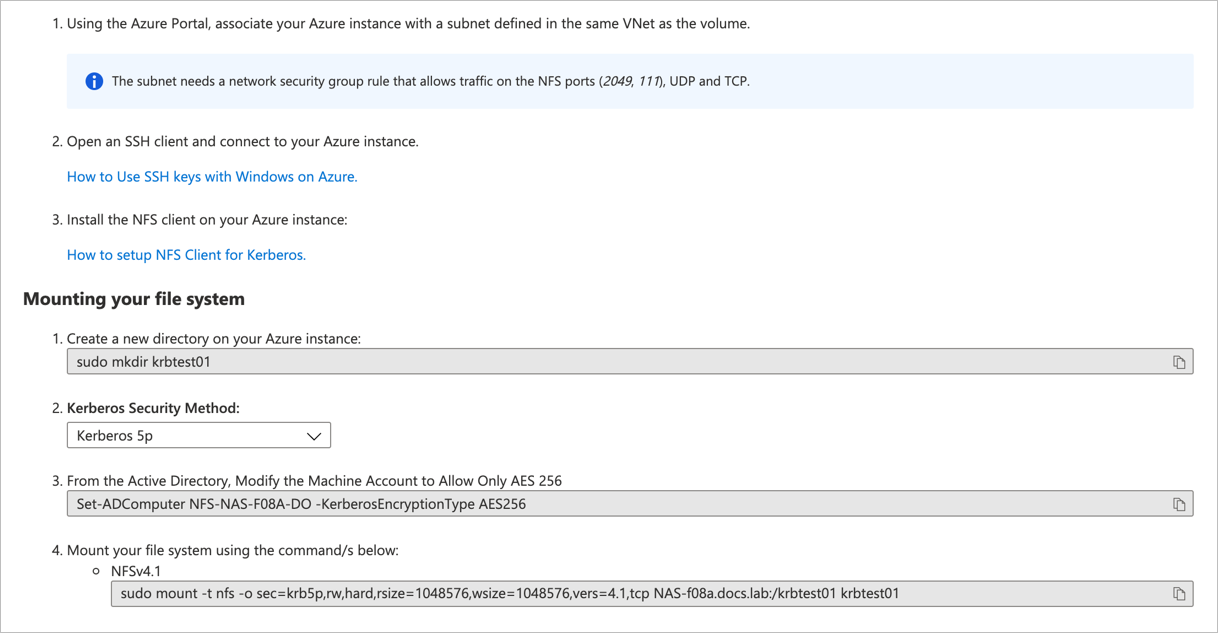 1. Using the Azure Portal, associate your Azure instance with a subnet defined in the same VNet as the volume.
The subnet needs a network security group rule that allows traffic on the NFS ports (2049, 111), UDP and TCP.
2. Open an SSH client and connect to your Azure instance.
How to Use SSH keys with Windows on Azure.
3. Install the NFS client on your Azure instance:
How to setup NFS Client for Kerberos.
Mounting your file system
1. Create a new directory on your Azure instance:
sudo mkdir krbtest01
2. Kerberos Security Method:
Kerberos 5p
3. From the Active Directory, Modify the Machine Account to Allow Only AES 256
Set-ADComputer NFS-NAS-F08A-DO -KerberosEncryptionType AES256
4. Mount your file system using the command/s below:
NFSv4.1
sudo mount -t nfs -o sec=krb5p,rw,hard,rsize=1048576,wsize=1048576,vers=4.1,tcp NAS-f08a.docs.lab:/krbtest01 krbtest01